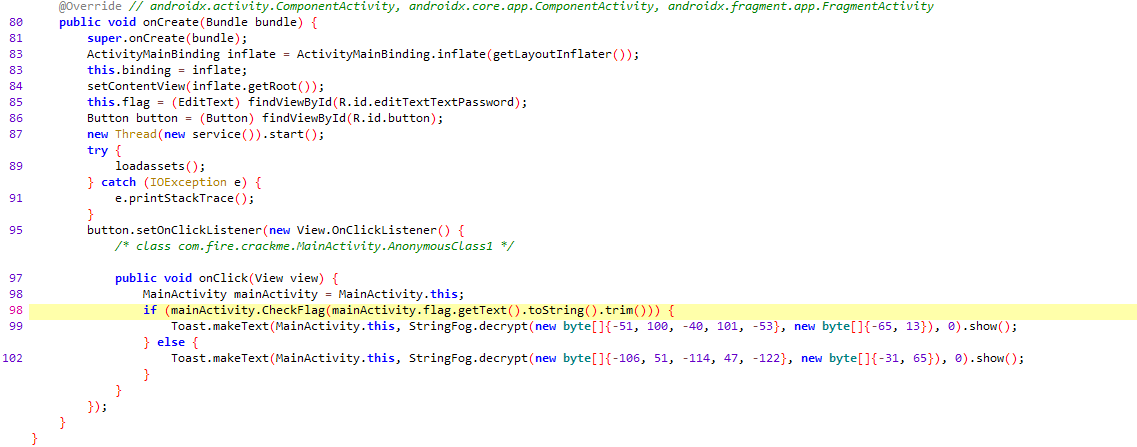 @Override // androidx.activity.ComponentActivity, androidx.core.app.ComponentActivity, androidx.fragment.app.FragmentActivity
80 public void onCreate(Bundle bundle) {
81 super.onCreate(bundle);
83 ActivityMainBinding inflate = ActivityMainBinding.inflate(getLayoutInflater());
83 this.binding = inflate;
84 setContentView(inflate.getRoot());
85 this.flag = (EditText) findViewById(R.id.editTextTextPassword);
86 Button button = (Button) findViewById(R.id.button);
87 new Thread(new service()).start();
try {
89 loadassets();
} catch (IOException e) {
91 e.printStackTrace();
}
95 button.setOnClickListener(new View.OnClickListener() {
/* class com.fire.crackme.MainActivity.AnonymousClass1 */
97 public void onClick(View view) {
98 MainActivity mainActivity = MainActivity.this;
98 if (mainActivity.CheckFlag(mainActivity.flag.getText().toString().trim())) {
99 Toast.makeText(MainActivity.this, StringFog.decrypt(new byte[]{-51, 100, -40, 101, -53}, new byte[]{-65, 13}), 0).show();
} else {
102 Toast.makeText(MainActivity.this, StringFog.decrypt(new byte[]{-106, 51, -114, 47, -122}, new byte[]{-31, 65}), 0).show();
}
}
});
}
}